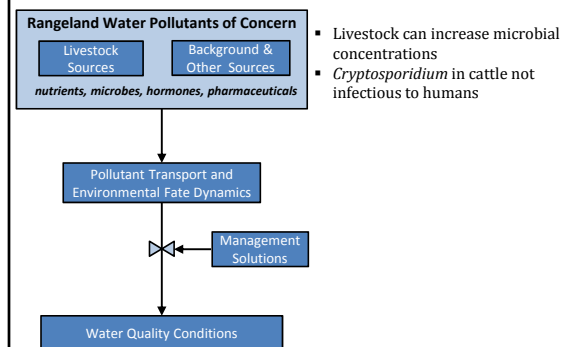 Rangeland Water Pollutants of Concern
Livestock
Sources
Background &
Other Sources
nutrients, microbes, hormones, pharmaceuticals
Pollutant Transport and
Environmental Fate Dynamics
Management
Solutions
Water Quality Conditions
▪ Livestock can increase microbial
concentrations
▪ Cryptosporidium in cattle not
infectious to humans